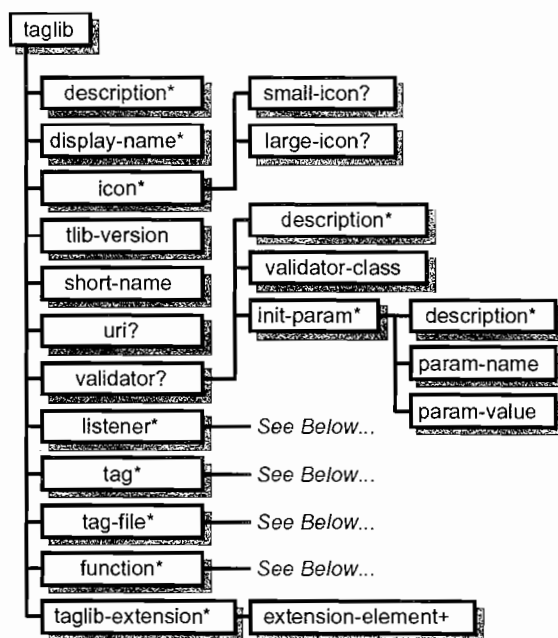 taglib
description* small-icon?
display-name* large-icon?
icon*
description*
tlib-version
validator-class
short-name
init-param* description*
uri?
param-name
validator?
param-value
listener* See Below...
tag* See Below...
tag-file* See Below...
function* See Below...
taglib-extension* extension-element+